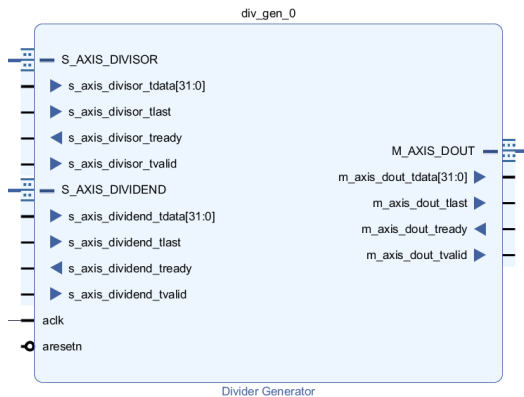 div_gen_0
S_AXIS_DIVISOR
s_axis_divisor_tdata[31:0]
s_axis_divisor_tlast
s_axis_divisor_tready
s_axis_divisor_tvalid
S_AXIS_DIVIDEND
s_axis_dividend_tdata[31:0]
s_axis_dividend_tlast
s_axis_dividend_tready
s_axis_dividend_tvalid
aclk
aresetn
M_AXIS_DOUT
m_axis_dout_tdata[31:0]
m_axis_dout_tlast
m_axis_dout_tready
m_axis_dout_tvalid
Divider Generator